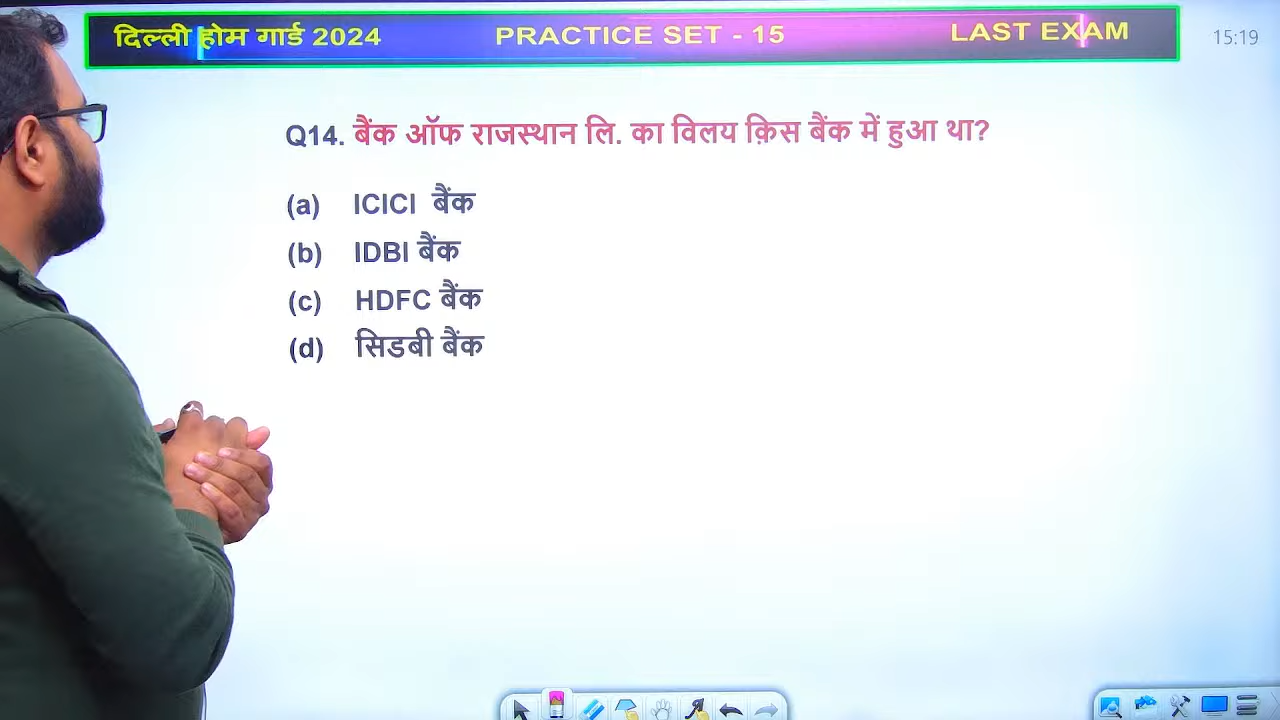 दिल्ली होम गार्ड 2024 PRACTICE SET - 15 LAST EXAM 15:19
Q14. बैंक ऑफ राजस्थान लि. का विलय क़िस बैंक में हुआ था?
(a) ICICI बैंक
(b) IDBI बैंक
(c) HDFC बैंक
(d) सिडबी बैंक